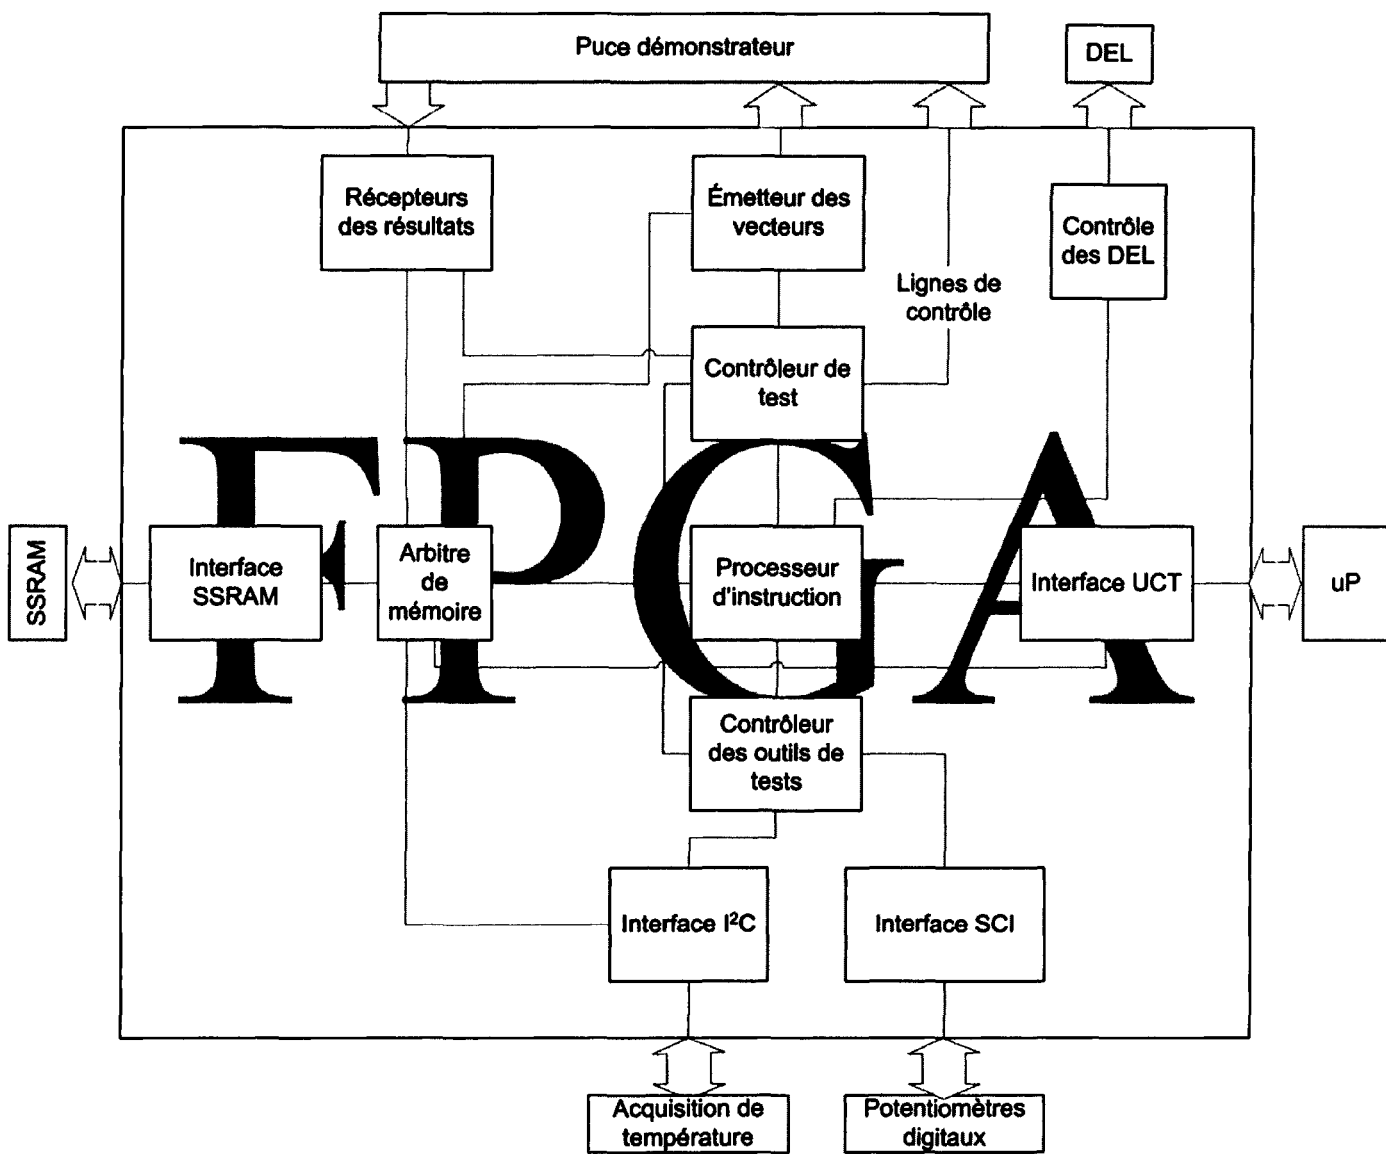 Puce démonstrateur
DEL
Récepteurs
des résultats
Émetteur des
vecteurs
Contrôle
des DEL
Lignes de
contrôle
Contrôleur de
test
FPGA
SSRAM
Interface
SSRAM
Arbitre
de
mémoire
Processeur
d'instruction
Interface UCT
uP
Contrôleur
des outils de
tests
Interface I²C
Interface SCI
Acquisition de
température
Potentiomètres
digitaux